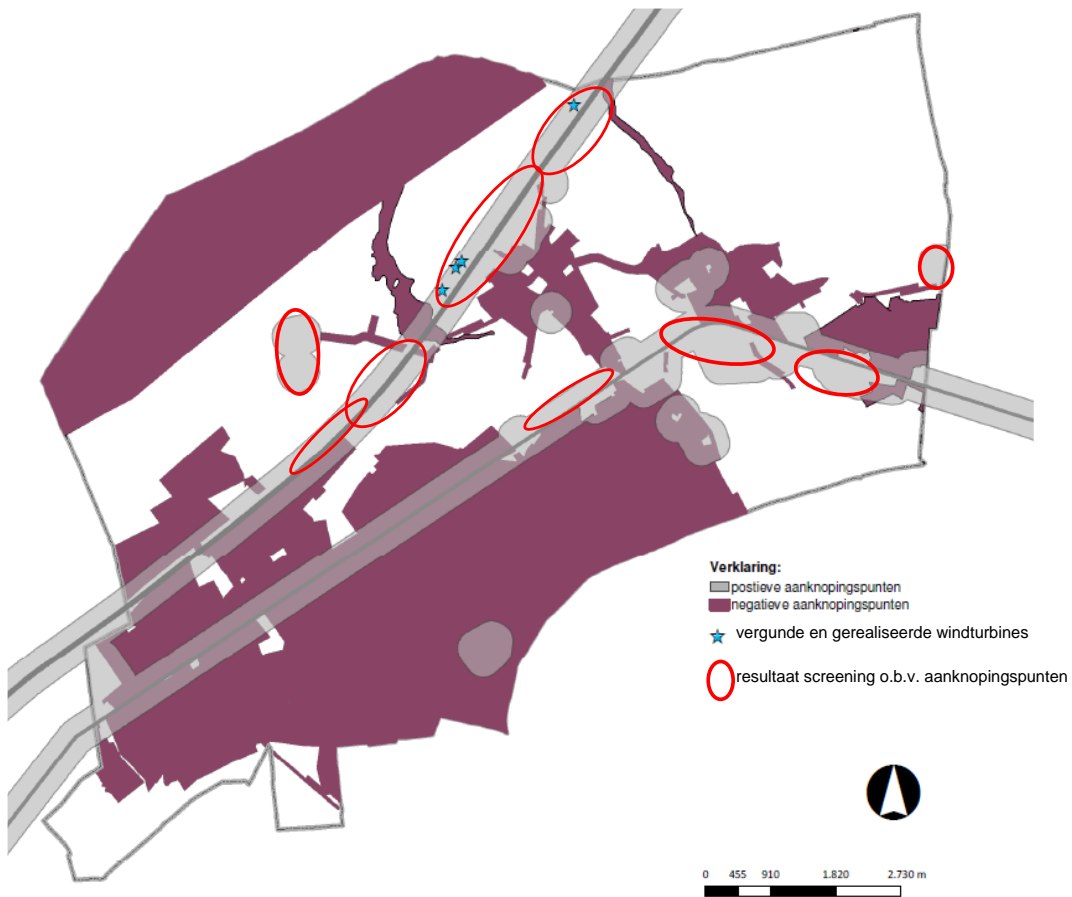 Verklaring:
postieve aanknopingspunten
negatieve aanknopingspunten
vergunde en gerealiseerde windturbines
resultaat screening o.b.v. aanknopingspunten
0 455 910 1.820 2.730 m